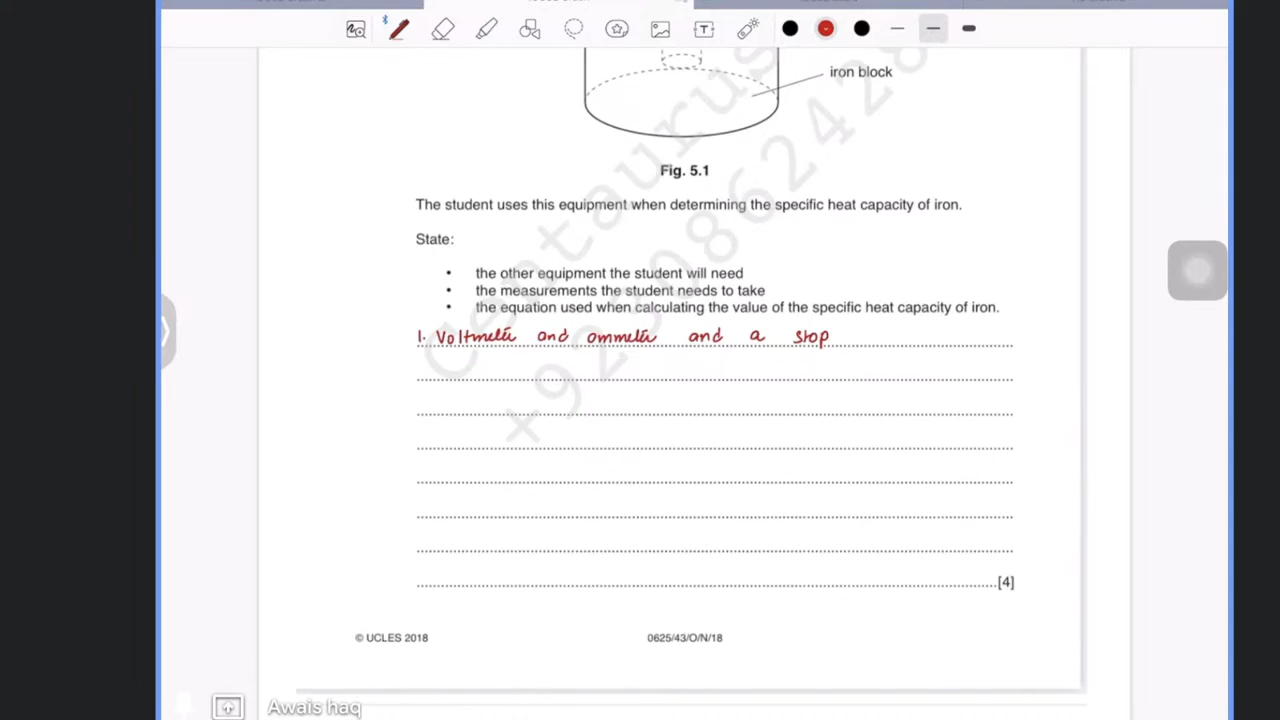 T
iron block
Fig. 5.1
The student uses this equipment when determining the specific heat capacity of iron.
State:
• the other equipment the student will need
• the measurements the student needs to take
• the equation used when calculating the value of the specific heat capacity of iron.
1. Voltmeter and ammeter and a stop
[4]
© UCLES 2018
0625/43/O/N/18
Centaurus
+92308624428
Awais haq